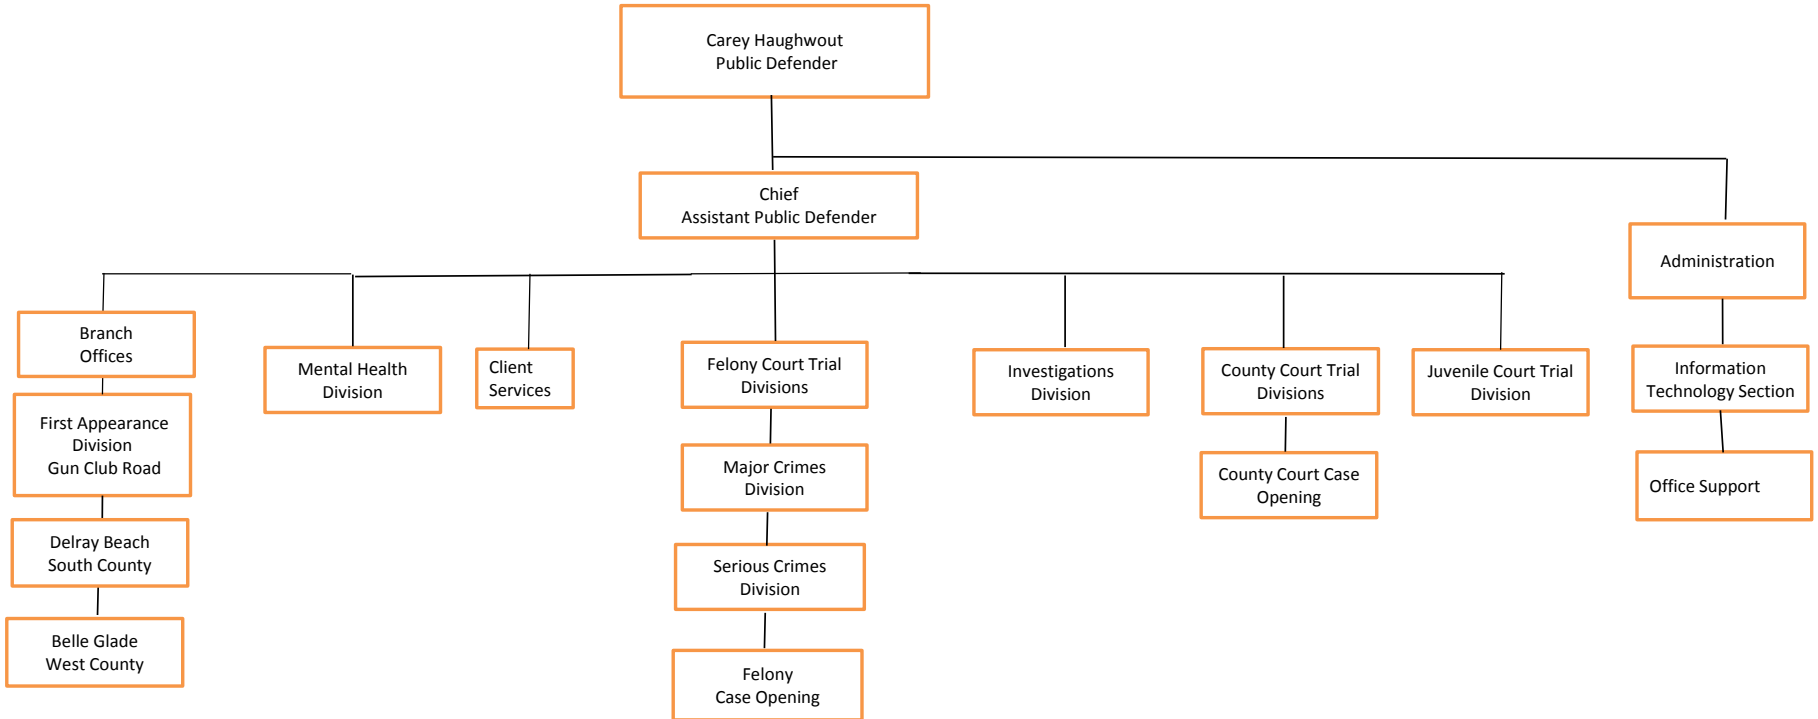 Carey Haughwout
Public Defender
Chief
Assistant Public Defender
Administration
Branch
Offices
Mental Health
Division
Client
Services
Felony Court Trial
Divisions
Investigations
Division
County Court Trial
Divisions
Juvenile Court Trial
Division
Information
Technology Section
First Appearance
Division
Gun Club Road
Major Crimes
Division
County Court Case
Opening
Office Support
Delray Beach
South County
Serious Crimes
Division
Belle Glade
West County
Felony
Case Opening